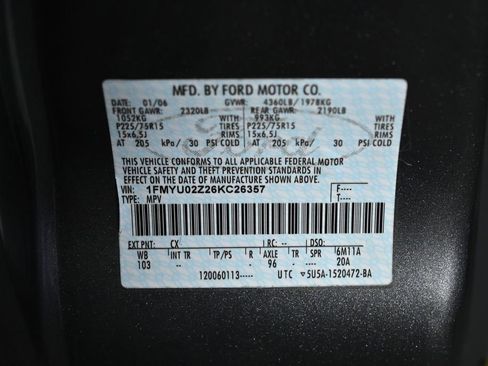 MFD. BY FORD MOTOR CO.
DATE: 01/06 GVWR: 4360LB/ 1978KG
FRONT GAWR: 2320LB REAR GAWR: 2190LB
1052KG WITH 993KG WITH
P225/75R15 TIRES P225/75R15 TIRES
15x6.5J RIMS 15x6.5J RIMS
AT 205 kPa/ 30 PSI COLD AT 205 kPa/ 30 PSI COLD
THIS VEHICLE CONFORMS TO ALL APPLICABLE FEDERAL MOTOR
VEHICLE SAFETY AND THEFT PREVENTION STANDARDS IN
EFFECT ON THE DATE OF MANUFACTURE SHOWN ABOVE.
VIN: 1FMYU02Z26KC26357 F----
TYPE: MPV T----
Ford
EXT PNT: CX RC: -- DSO:
WB INT TR TP/PS R AXLE TR SPR 6M11A
103 -- ---- -- - 96 -- ---- 20A
120060113----- UTC ▽5U5A-1520472-BA